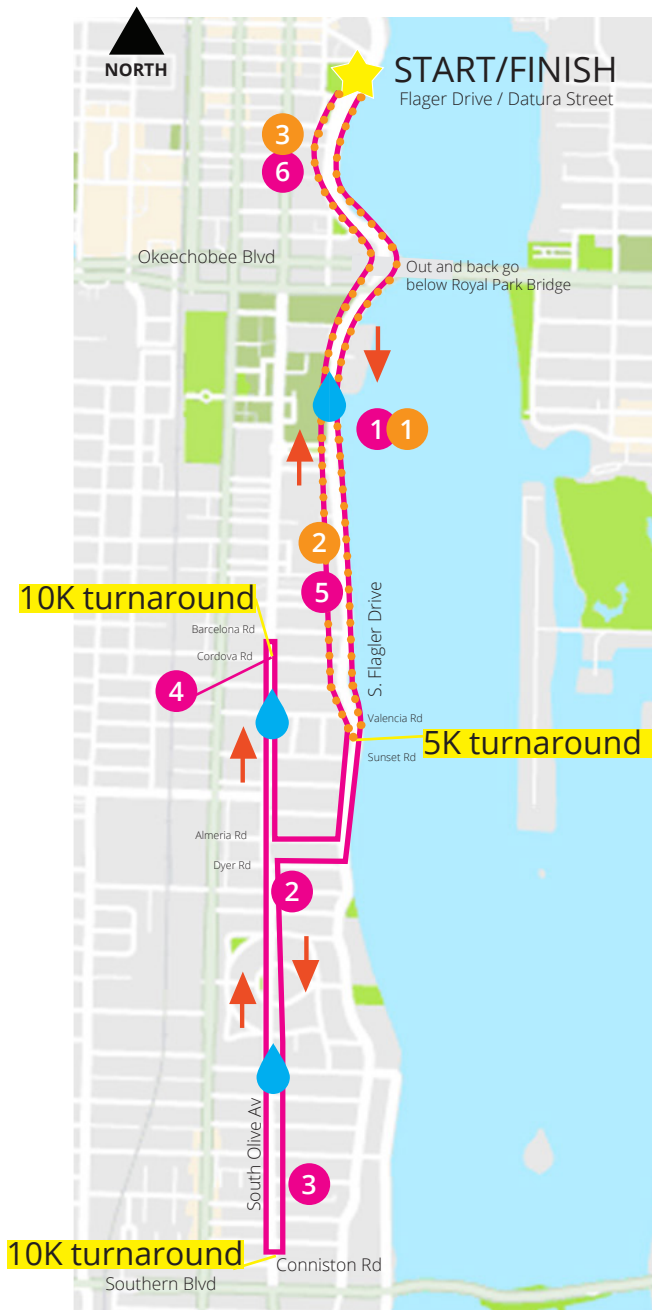 NORTH
START/FINISH
Flager Drive / Datura Street
3
6
Okeechobee Blvd
Out and back go
below Royal Park Bridge
1 1
2
5
10K turnaround
S. Flagler Drive
Barcelona Rd
Cordova Rd
4
Valencia Rd
5K turnaround
Sunset Rd
Almeria Rd
Dyer Rd
2
South Olive Av
3
10K turnaround
Conniston Rd
Southern Blvd